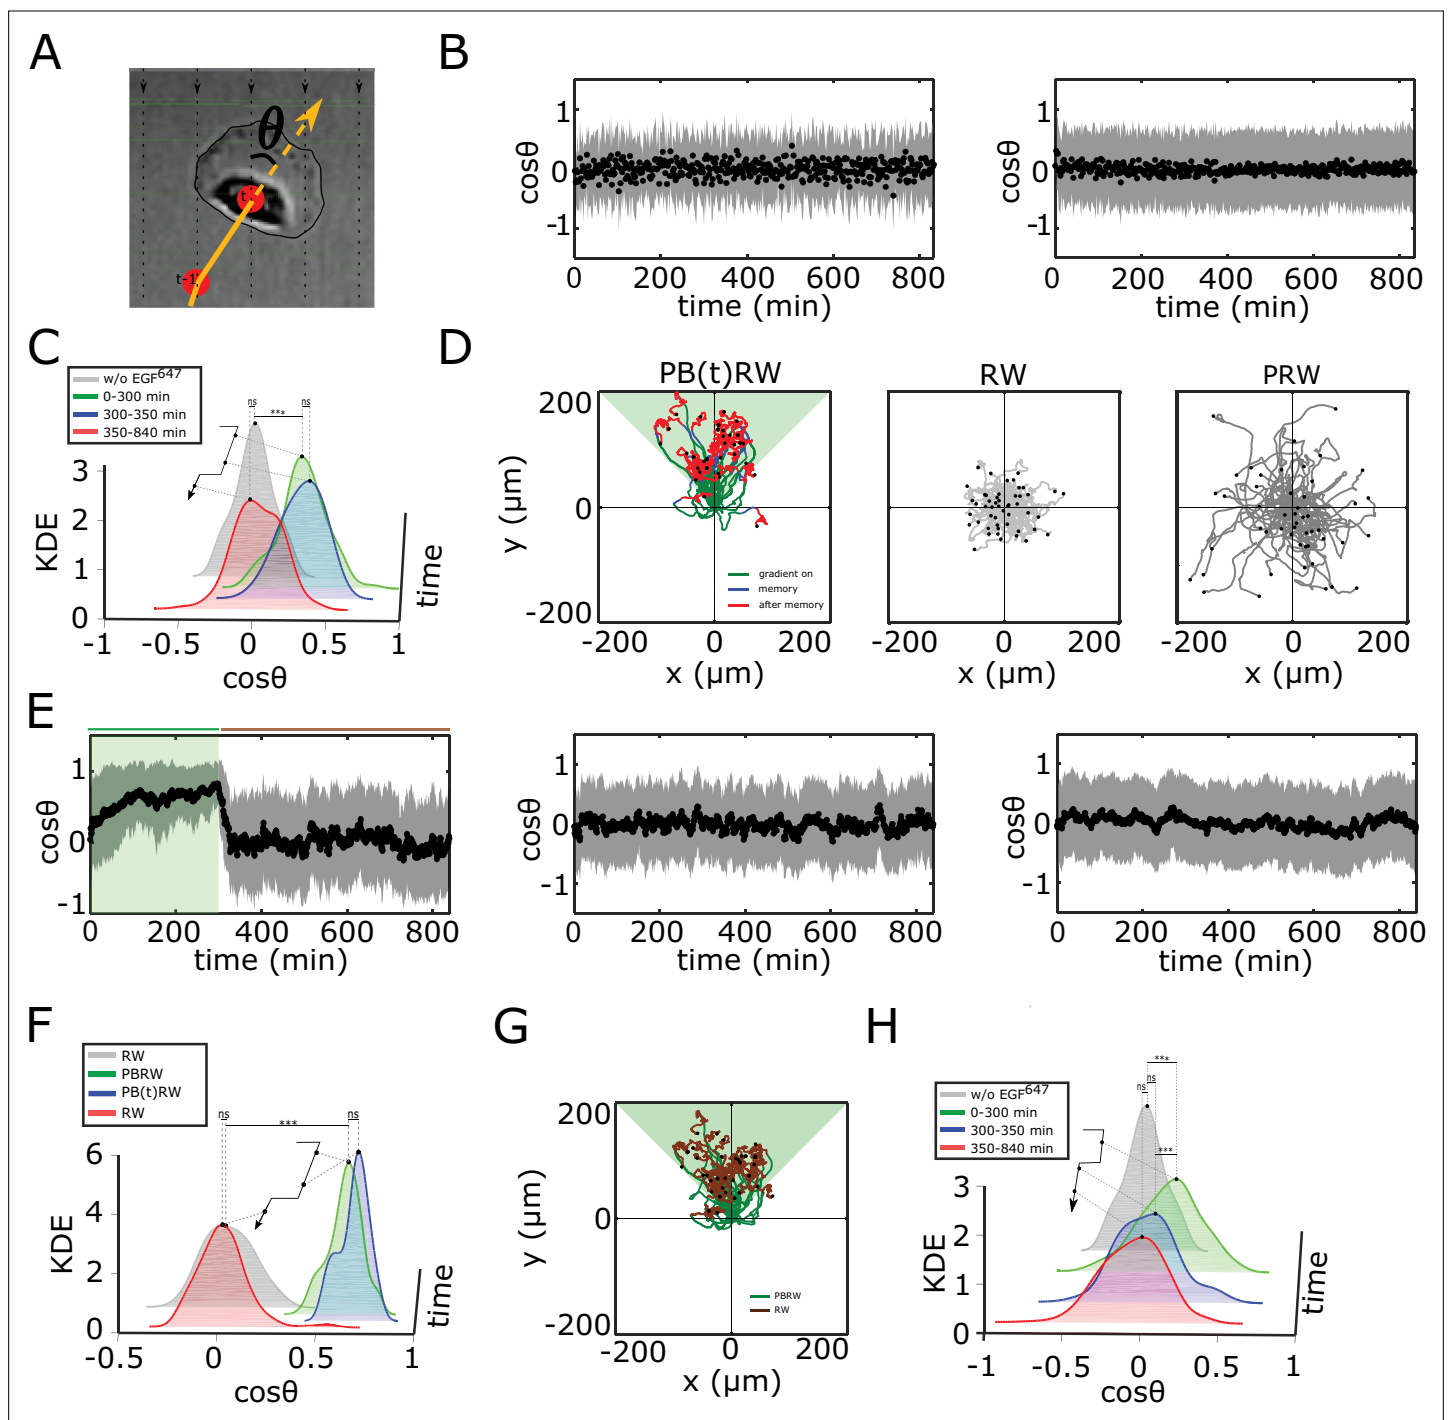 A
θ
t
t-1
B
1
0
-1
cosθ
0 200 400 600 800
time (min)
1
0
-1
cosθ
0 200 400 600 800
time (min)
C
w/o EGF647
0-300 min
300-350 min
350-840 min
ns
***
ns
3
2
1
0
KDE
time
-1 -0.5 0 0.5 1
cosθ
D
PB(t)RW
200
0
-200
y (µm)
gradient on
memory
after memory
-200 0 200
x (µm)
RW
-200 0 200
x (µm)
PRW
-200 0 200
x (µm)
E
1
0
-1
cosθ
0 200 400 600 800
time (min)
1
0
-1
cosθ
0 200 400 600 800
time (min)
1
0
-1
cosθ
0 200 400 600 800
time (min)
F
RW
PBRW
PB(t)RW
RW
ns
***
ns
6
4
2
0
KDE
time
-0.5 0 0.5 1
cosθ
G
200
0
-200
y (µm)
PBRW
RW
-200 0 200
x (µm)
H
w/o EGF647
0-300 min
300-350 min
350-840 min
***
ns
ns
***
3
2
1
0
KDE
time
-1 -0.5 0 0.5 1
cosθ